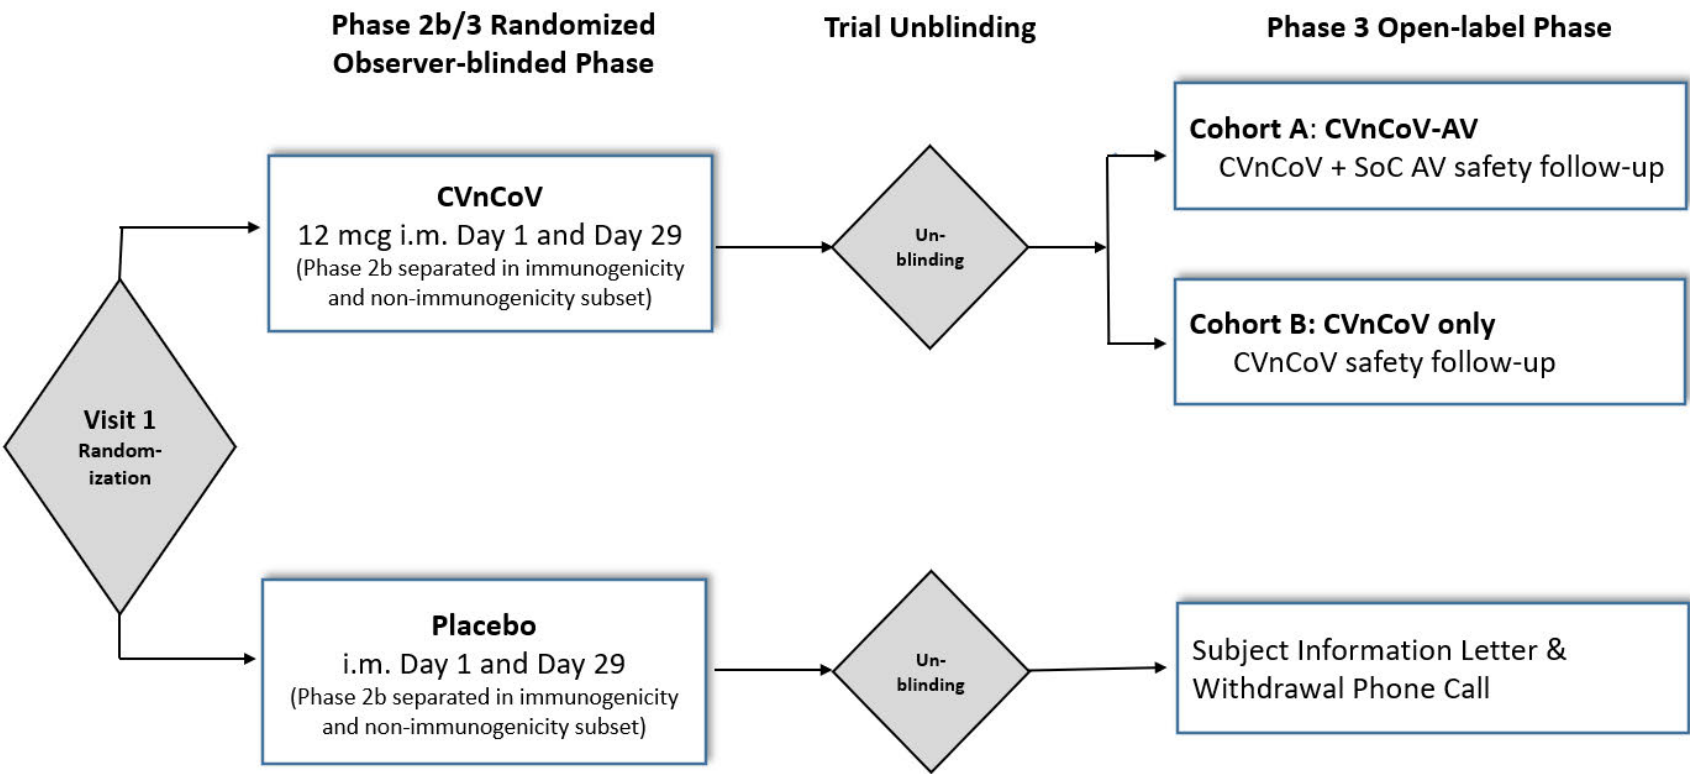 Phase 2b/3 Randomized
Observer-blinded Phase
Trial Unblinding
Phase 3 Open-label Phase
Visit 1
Random-
ization
CVnCoV
12 mcg i.m. Day 1 and Day 29
(Phase 2b separated in immunogenicity
and non-immunogenicity subset)
Un-
blinding
Cohort A: CVnCoV-AV
CVnCoV + SoC AV safety follow-up
Cohort B: CVnCoV only
CVnCoV safety follow-up
Placebo
i.m. Day 1 and Day 29
(Phase 2b separated in immunogenicity
and non-immunogenicity subset)
Un-
blinding
Subject Information Letter &
Withdrawal Phone Call